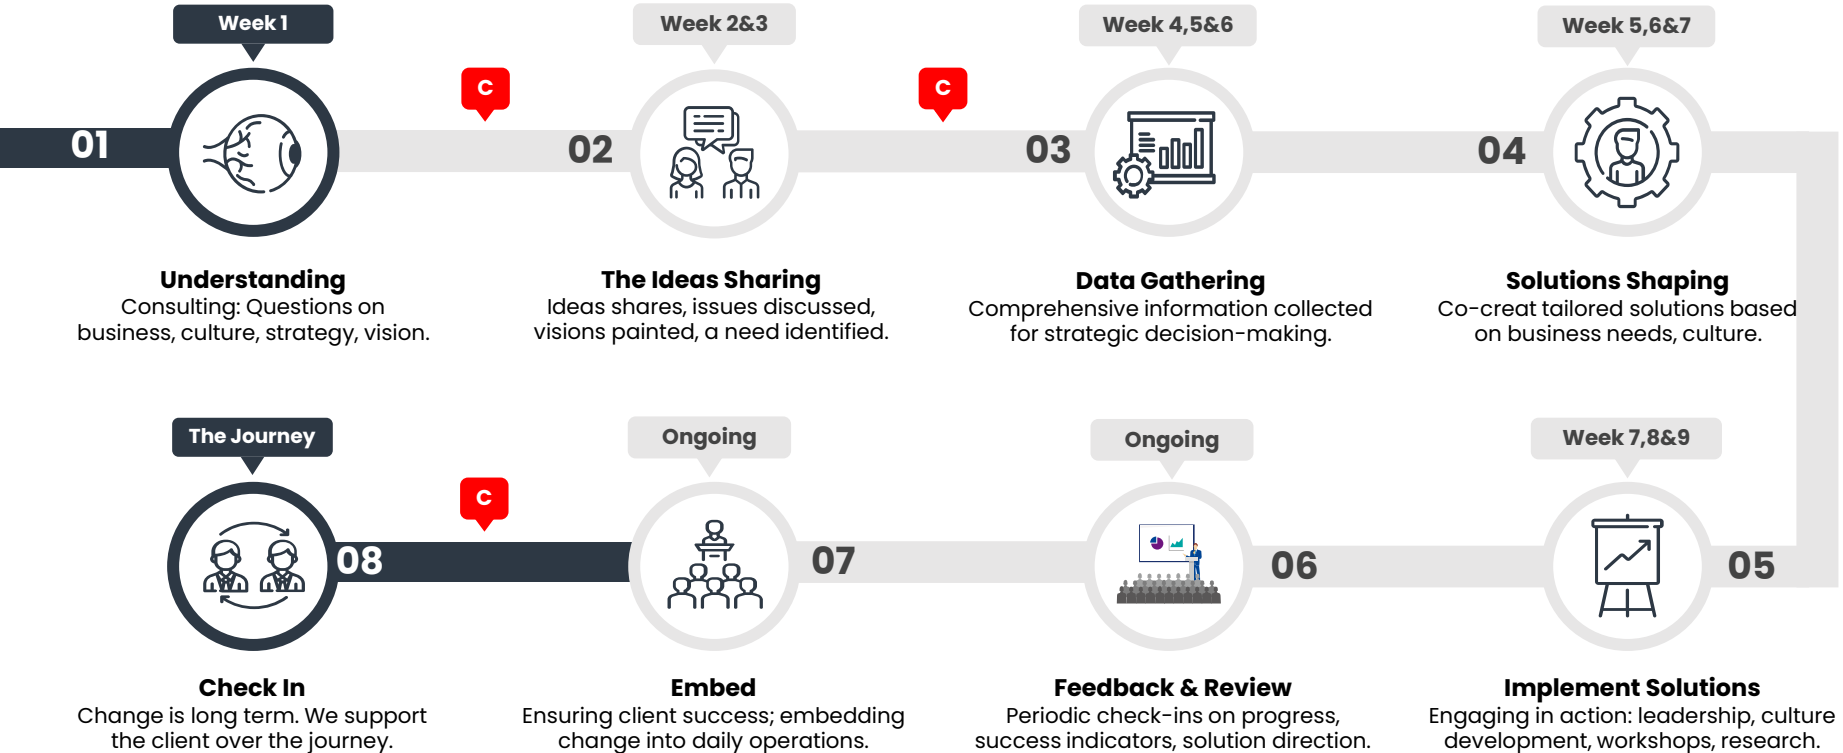 Week 1
Week 2&3
Week 4,5&6
Week 5,6&7
C
C
01
02
03
04
Understanding
Consulting: Questions on
business, culture, strategy, vision.
The Ideas Sharing
Ideas shares, issues discussed,
visions painted, a need identified.
Data Gathering
Comprehensive information collected
for strategic decision-making.
Solutions Shaping
Co-creat tailored solutions based
on business needs, culture.
The Journey
Ongoing
Ongoing
Week 7,8&9
C
08
07
06
05
Check In
Change is long term. We support
the client over the journey.
Embed
Ensuring client success; embedding
change into daily operations.
Feedback & Review
Periodic check-ins on progress,
success indicators, solution direction.
Implement Solutions
Engaging in action: leadership, culture
development, workshops, research.